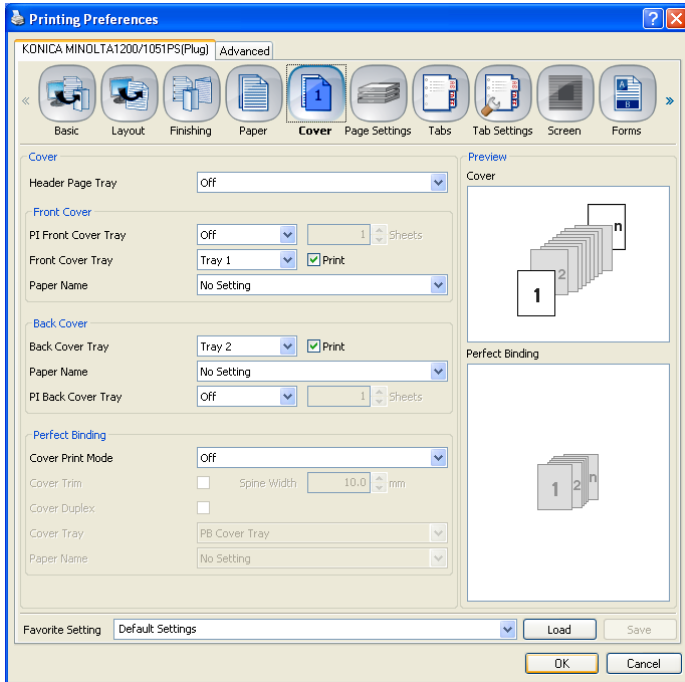 Printing Preferences
KONICA MINOLTA1200/1051PS(Plug) Advanced
Basic Layout Finishing Paper Cover Page Settings Tabs Tab Settings Screen Forms
Cover
Header Page Tray Off
Front Cover
PI Front Cover Tray Off 1 Sheets
Front Cover Tray Tray 1 Print
Paper Name No Setting
Back Cover
Back Cover Tray Tray 2 Print
Paper Name No Setting
PI Back Cover Tray Off 1 Sheets
Perfect Binding
Cover Print Mode Off
Cover Trim Spine Width 10.0 mm
Cover Duplex
Cover Tray PB Cover Tray
Paper Name No Setting
Preview
Cover
1 2 n
Perfect Binding
1 2 n
Favorite Setting Default Settings Load Save
OK Cancel